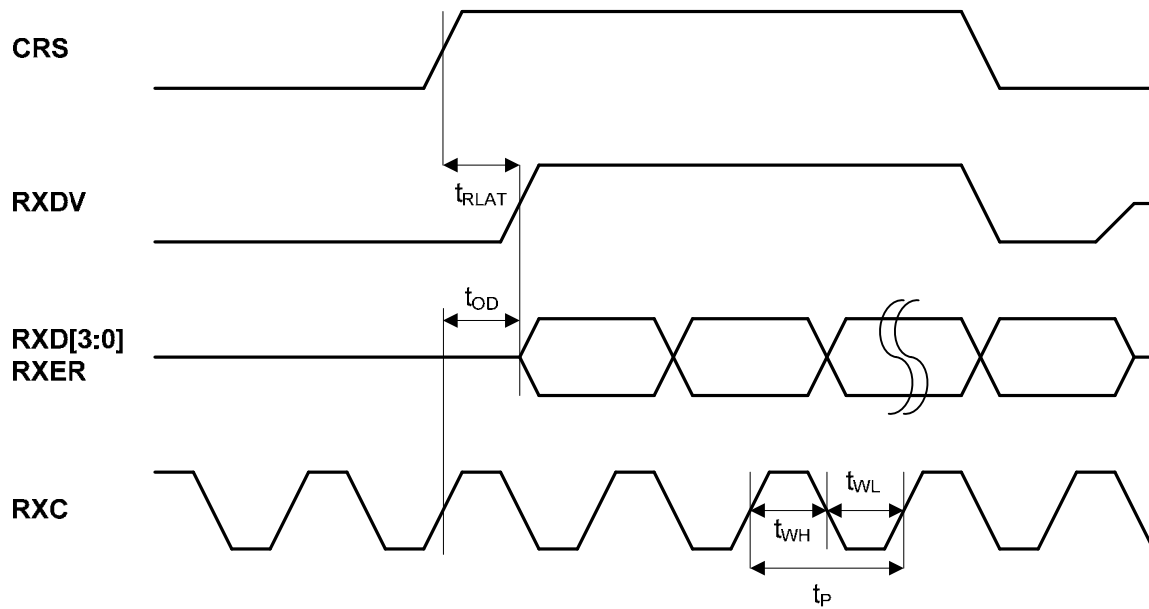 CRS
tRLAT
RXDV
tOD
RXD[3:0]
RXER
RXC
tWL
tWH
tP